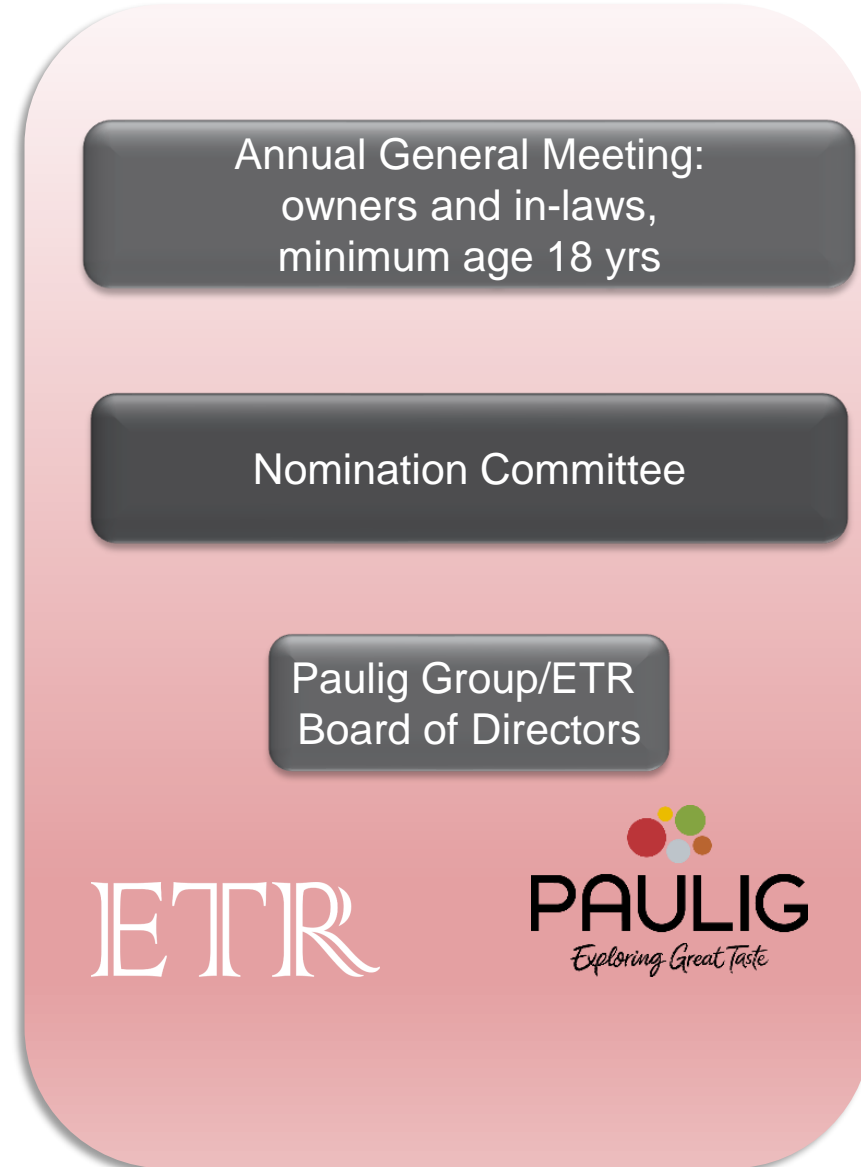 Annual General Meeting:
owners and in-laws,
minimum age 18 yrs
Nomination Committee
Paulig Group/ETR
Board of Directors
ETR
PAULIG
Exploring Great Taste